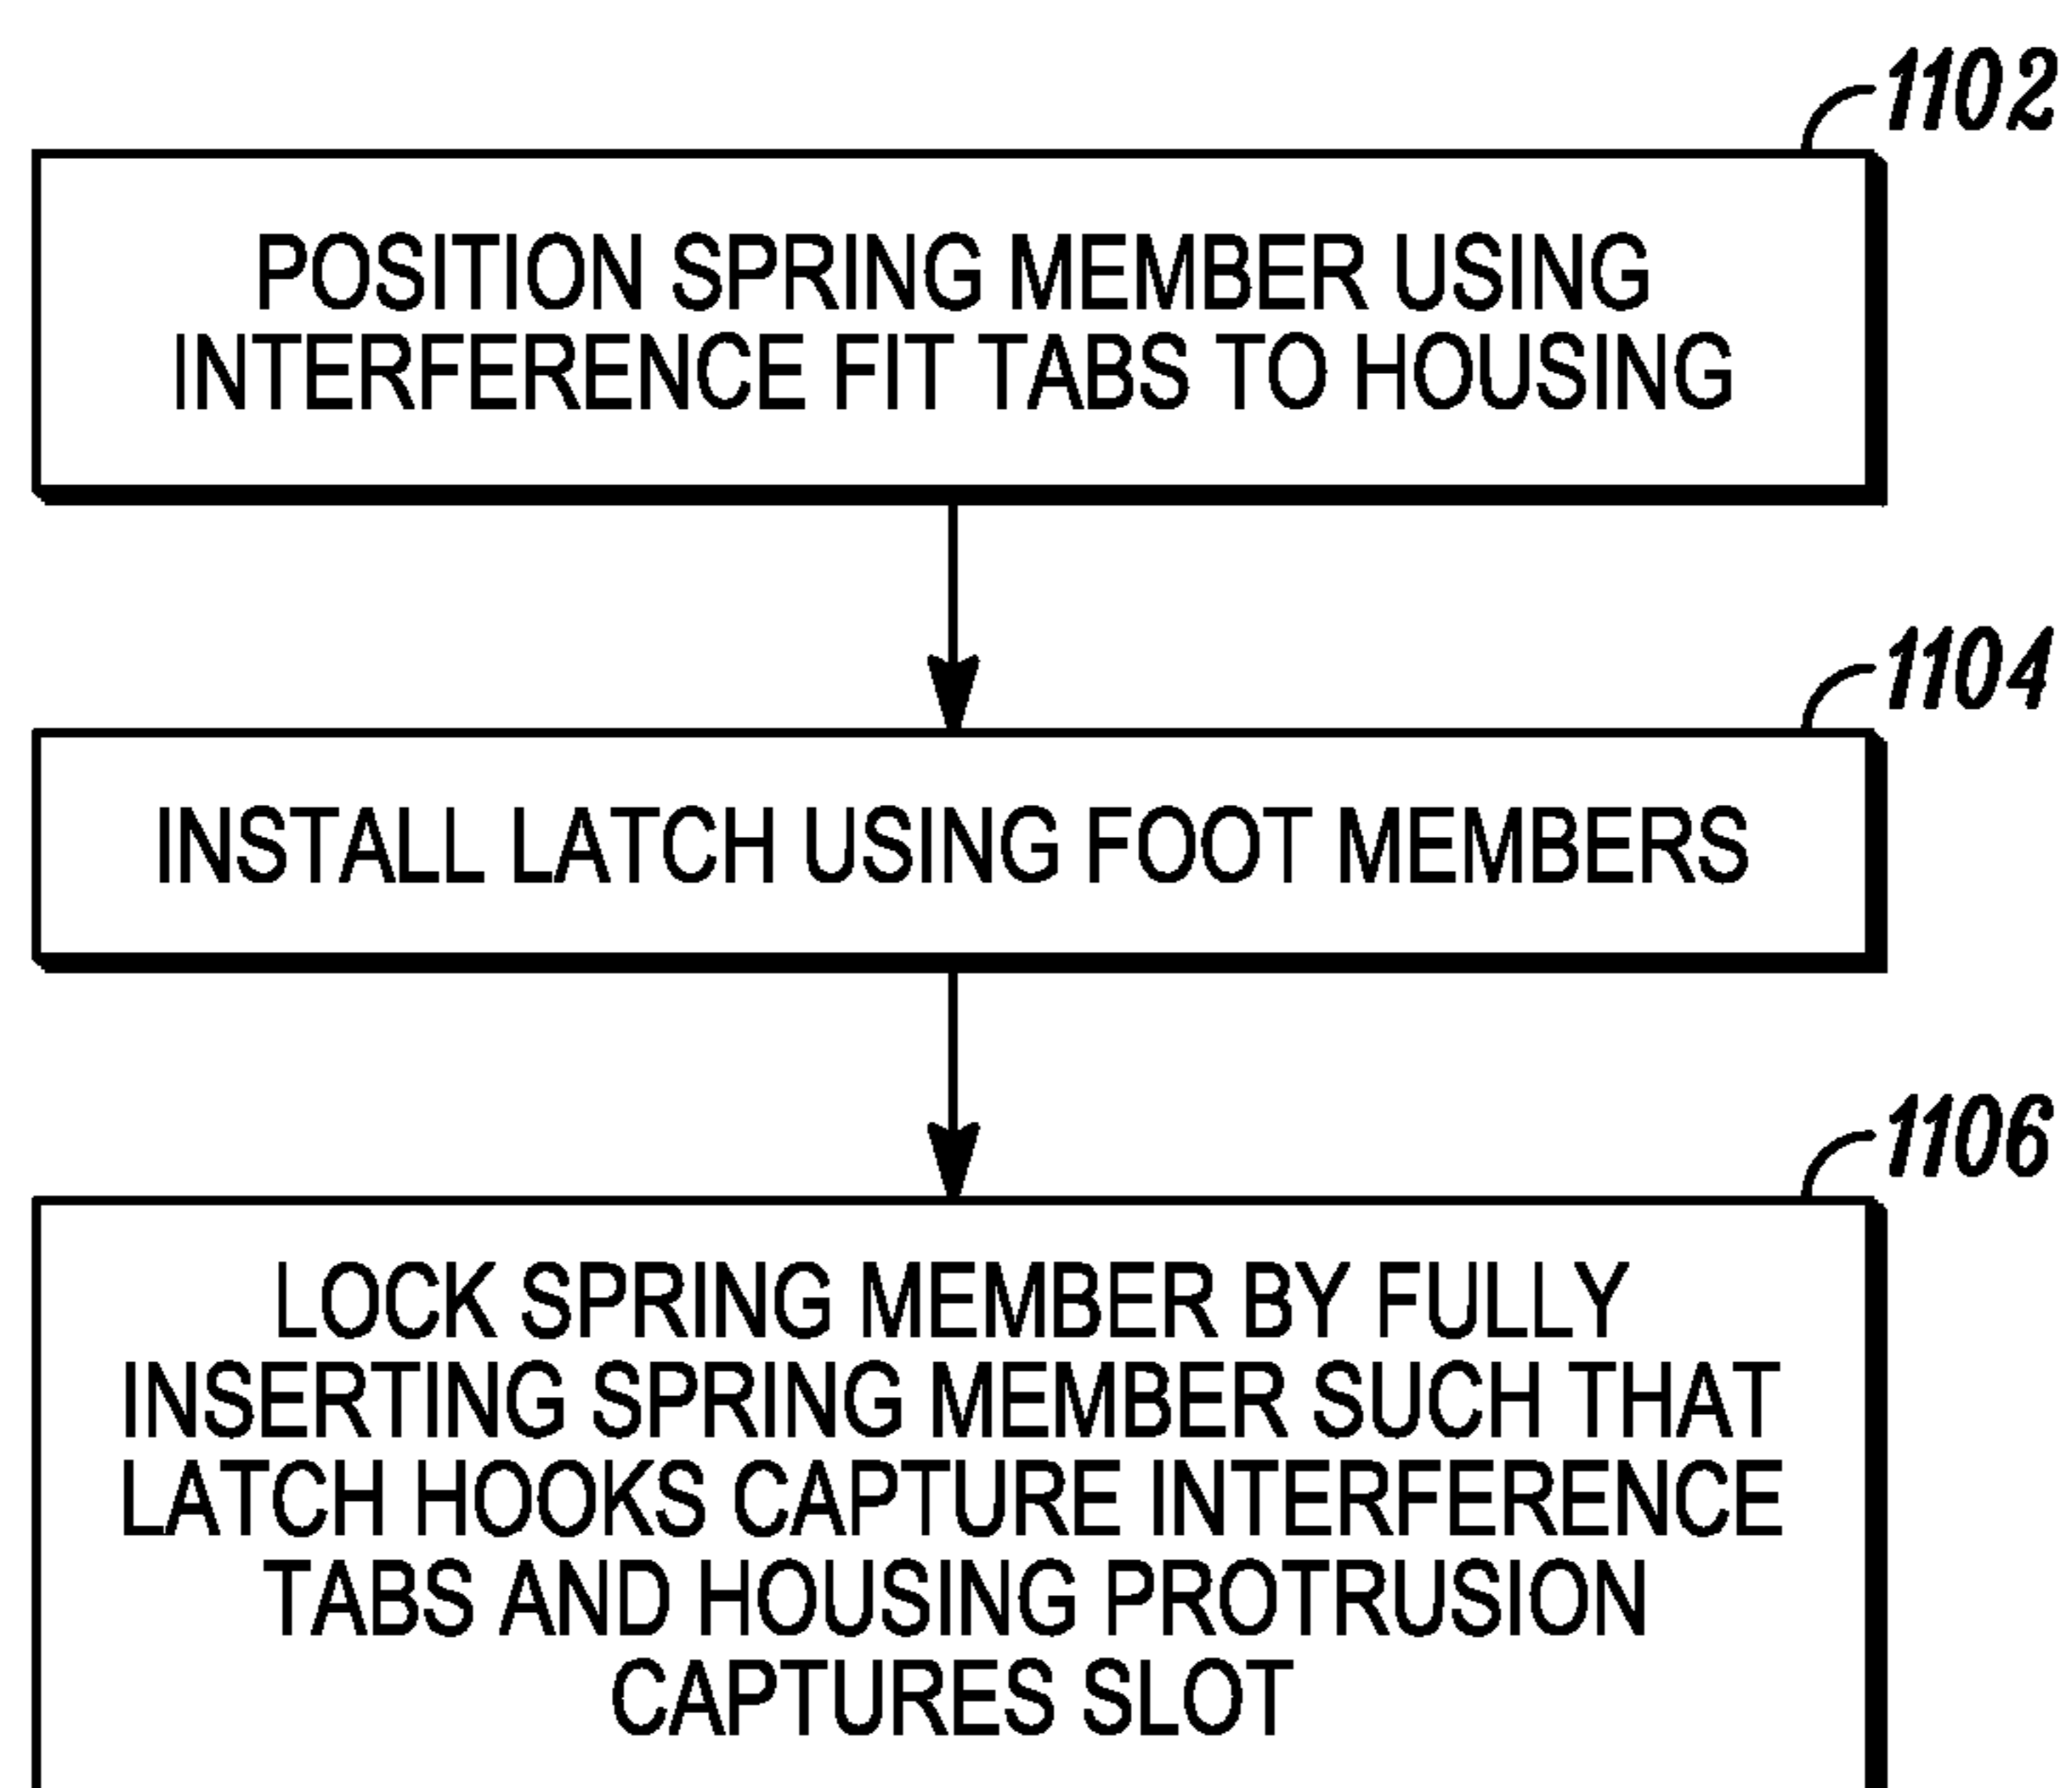 1102
POSITION SPRING MEMBER USING
INTERFERENCE FIT TABS TO HOUSING
1104
INSTALL LATCH USING FOOT MEMBERS
1106
LOCK SPRING MEMBER BY FULLY
INSERTING SPRING MEMBER SUCH THAT
LATCH HOOKS CAPTURE INTERFERENCE
TABS AND HOUSING PROTRUSION
CAPTURES SLOT